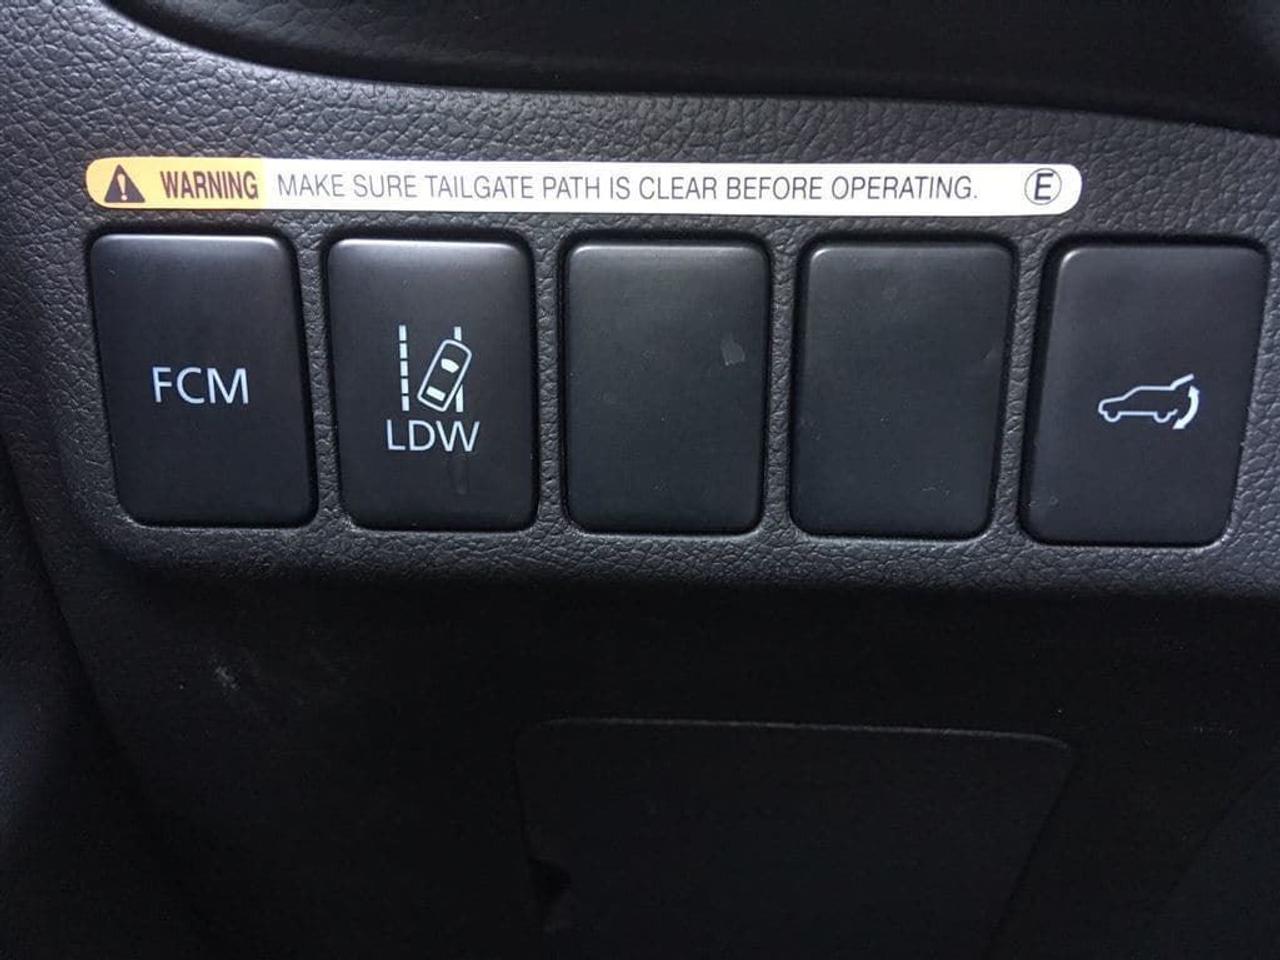 WARNING MAKE SURE TAILGATE PATH IS CLEAR BEFORE OPERATING. E
FCM
LDW